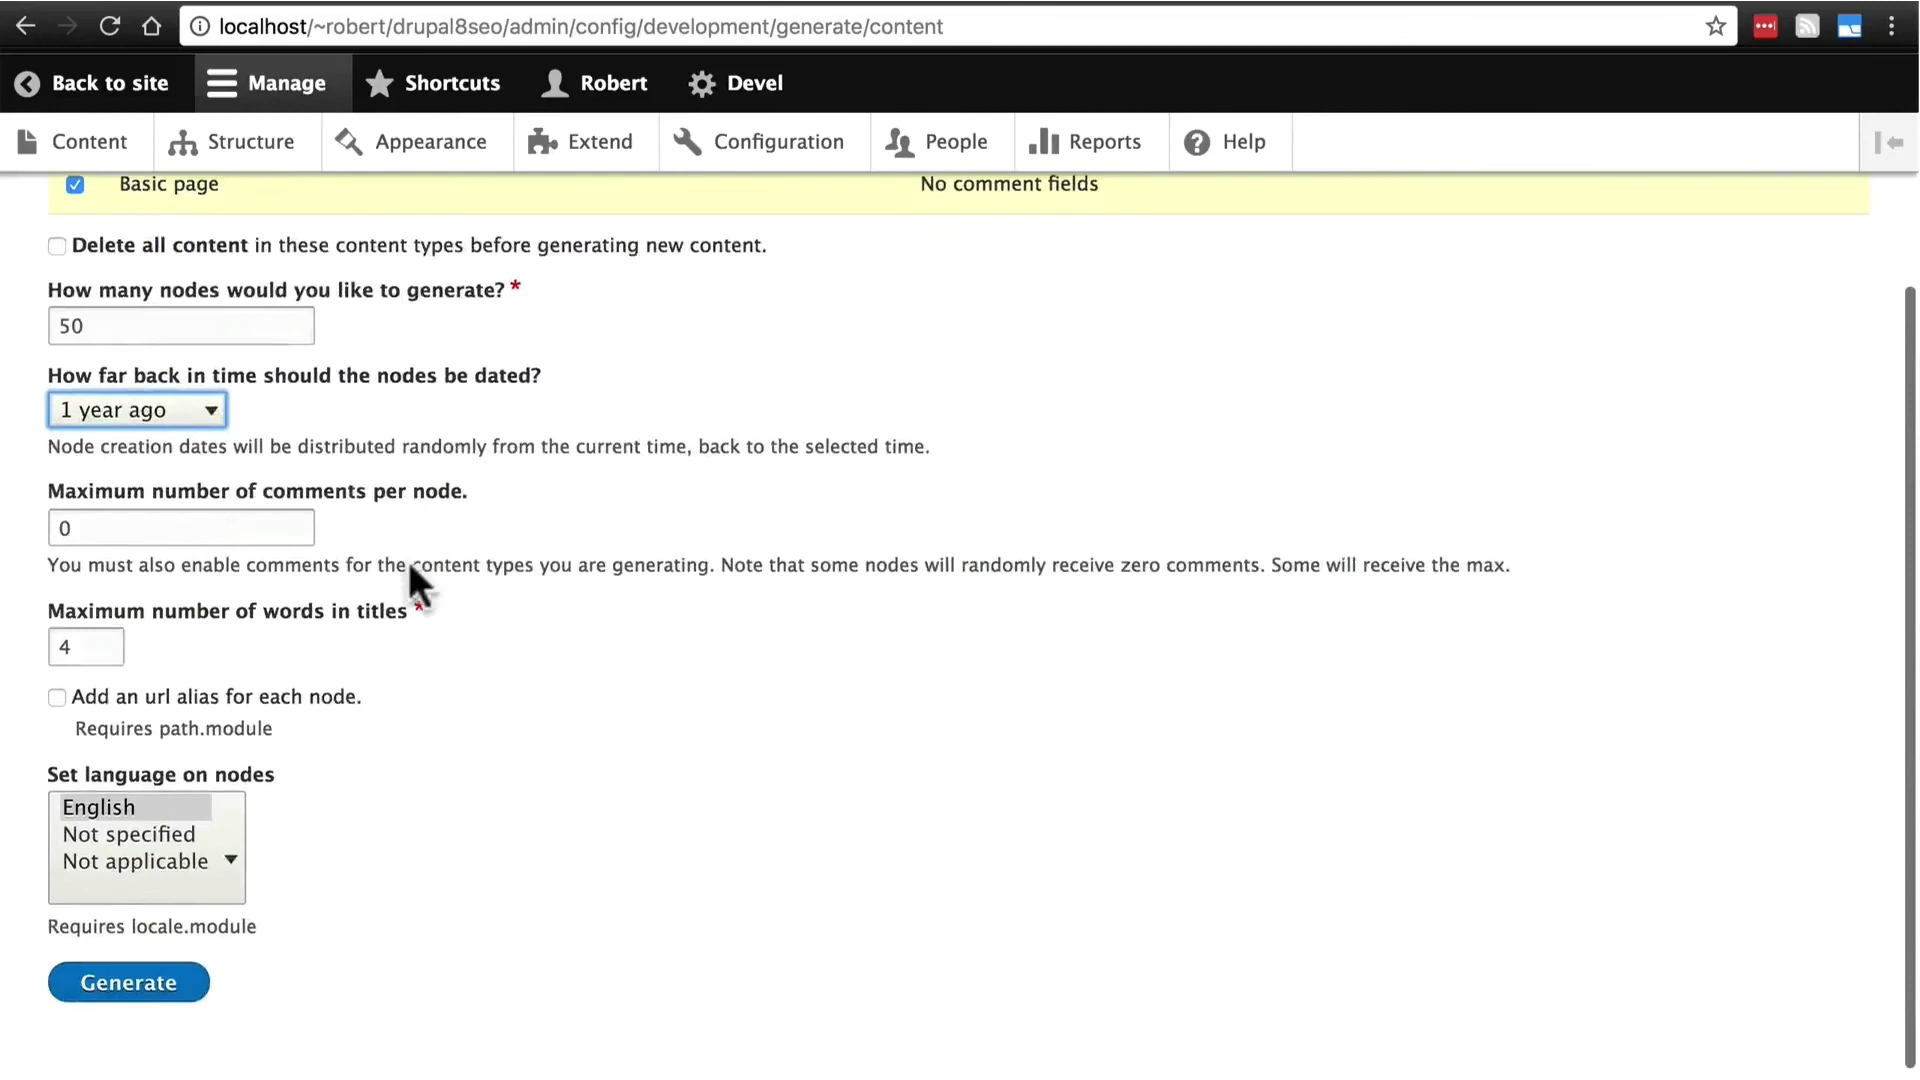 localhost/~robert/drupal8seo/admin/config/development/generate/content
Back to site Manage Shortcuts Robert Devel
Content Structure Appearance Extend Configuration People Reports Help
Basic page No comment fields
Delete all content in these content types before generating new content.
How many nodes would you like to generate? *
50
How far back in time should the nodes be dated?
1 year ago
Node creation dates will be distributed randomly from the current time, back to the selected time.
Maximum number of comments per node.
0
You must also enable comments for the content types you are generating. Note that some nodes will randomly receive zero comments. Some will receive the max.
Maximum number of words in titles *
4
Add an url alias for each node.
Requires path.module
Set language on nodes
English
Not specified
Not applicable
Requires locale.module
Generate